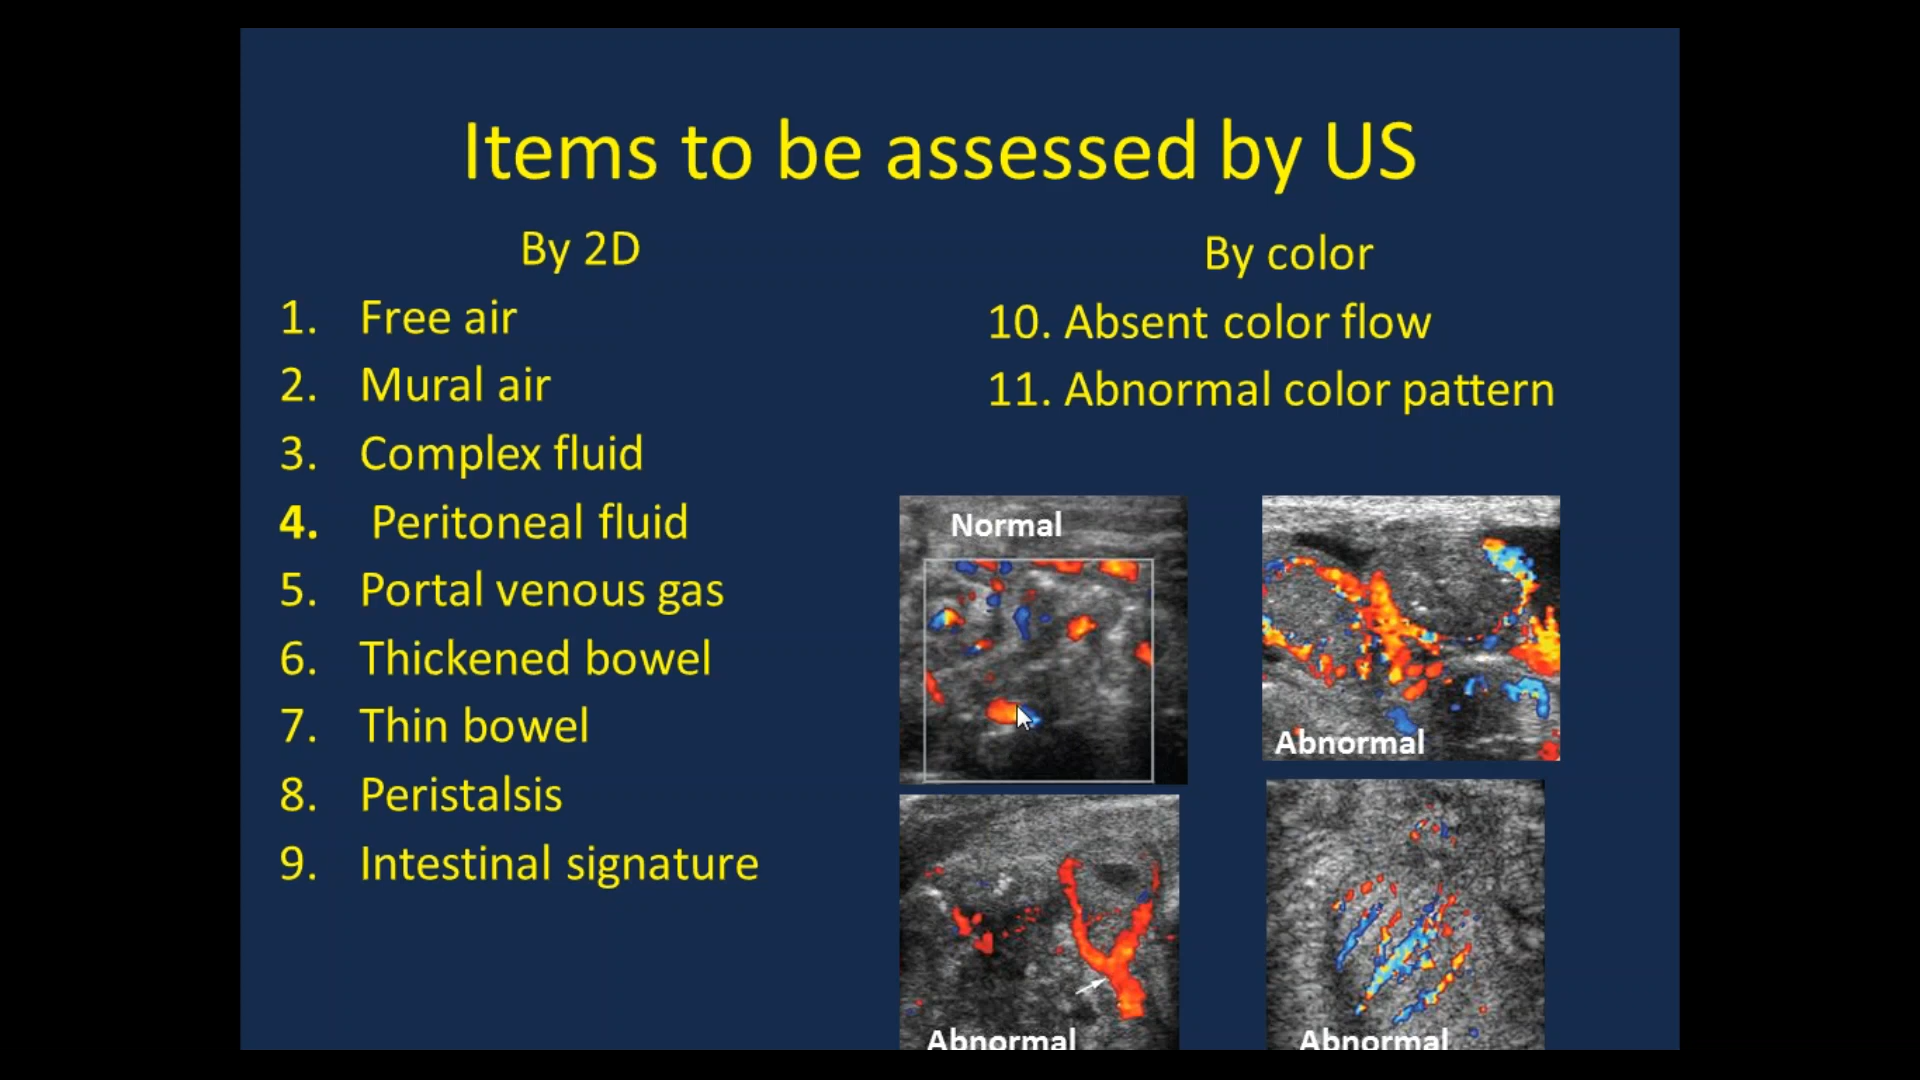 Items to be assessed by US
By 2D
1. Free air
2. Mural air
3. Complex fluid
4. Peritoneal fluid
5. Portal venous gas
6. Thickened bowel
7. Thin bowel
8. Peristalsis
9. Intestinal signature
By color
10. Absent color flow
11. Abnormal color pattern
Normal
Abnormal
Abnormal
Abnormal